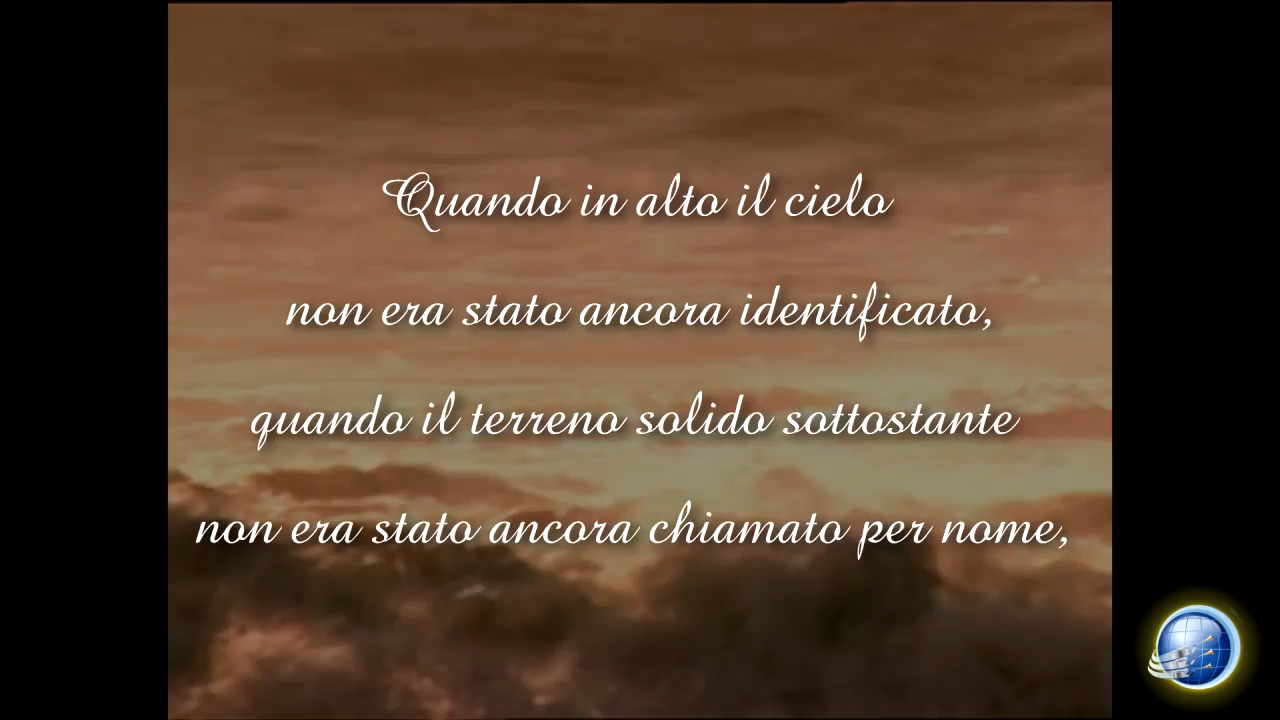 Quando in alto il cielo
non era stato ancora identificato,
quando il terreno solido sottostante
non era stato ancora chiamato per nome,